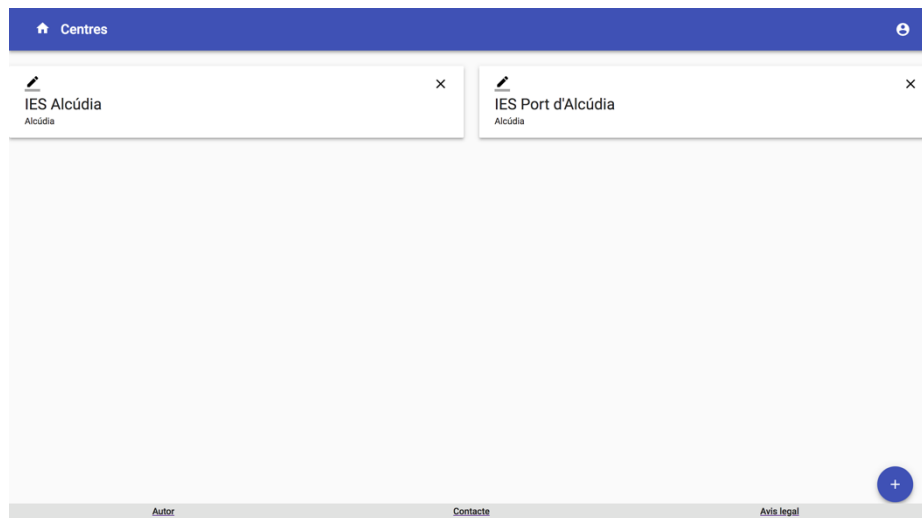 Centres
IES Alcúdia
Alcúdia
IES Port d'Alcúdia
Alcúdia
Autor
Contacte
Avis legal